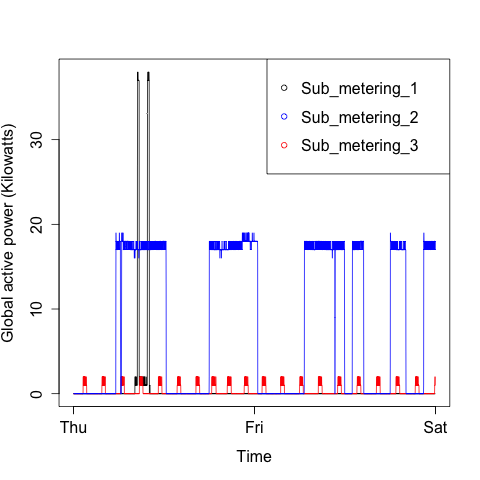 Sub_metering_1
Sub_metering_2
Sub_metering_3
Global active power (Kilowatts)
30
20
10
0
Thu Fri Sat
Time